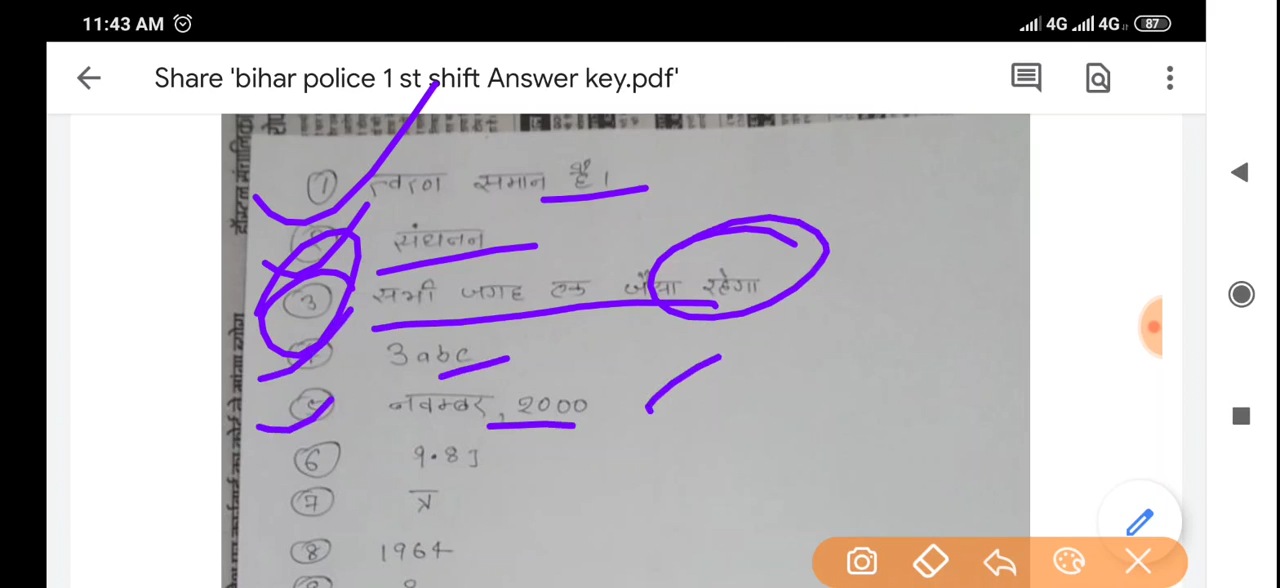 11:43 AM 4G 4G 87
Share 'bihar police 1 st shift Answer key.pdf'
① त्वरण समान है।
② संघनन
③ सभी जगह एक जैसा रहेगा
④ 3abc
⑤ नवम्बर, 2000
⑥ 9.8J
⑦ त्र
⑧ 1964